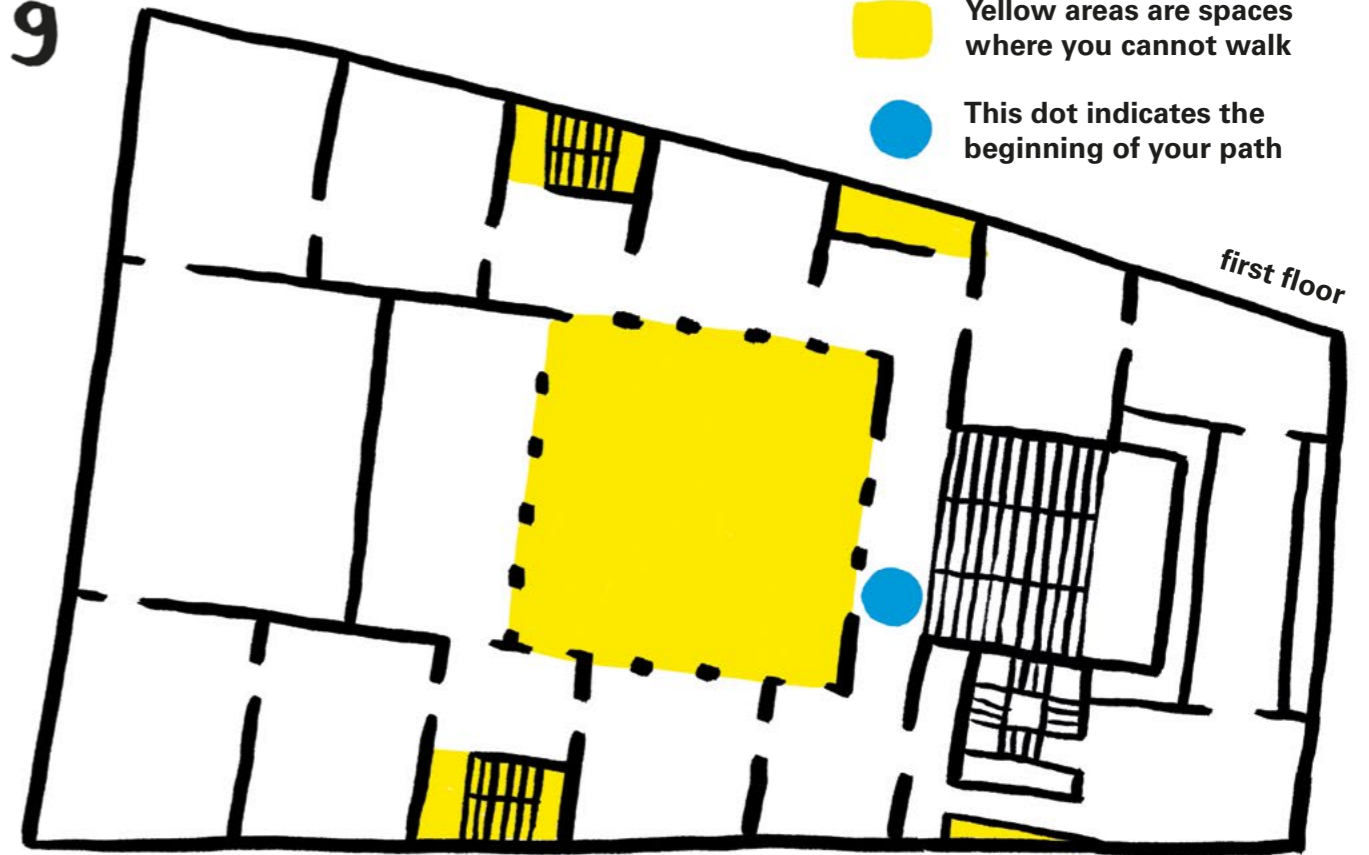 9
Yellow areas are spaces
where you cannot walk
This dot indicates the
beginning of your path
first floor